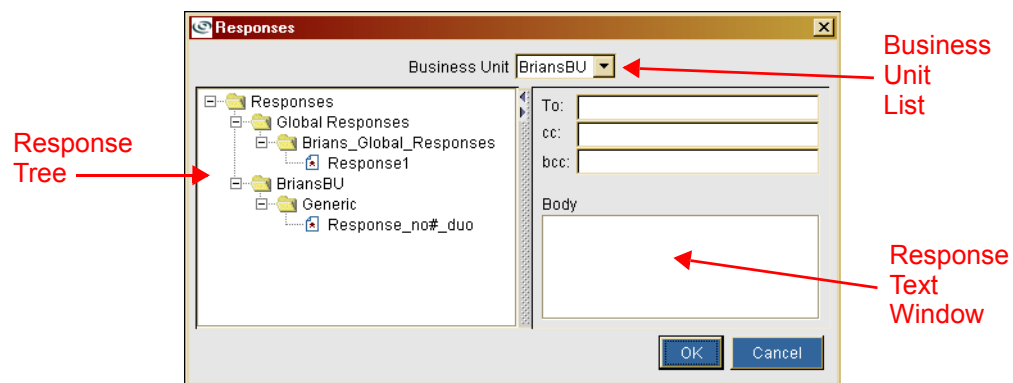 Responses
Business Unit BriansBU
Business
Unit
List
Response
Tree
Responses
Global Responses
Brians_Global_Responses
Response1
BriansBU
Generic
Response_no#_duo
To:
cc:
bcc:
Body
Response
Text
Window
OK Cancel